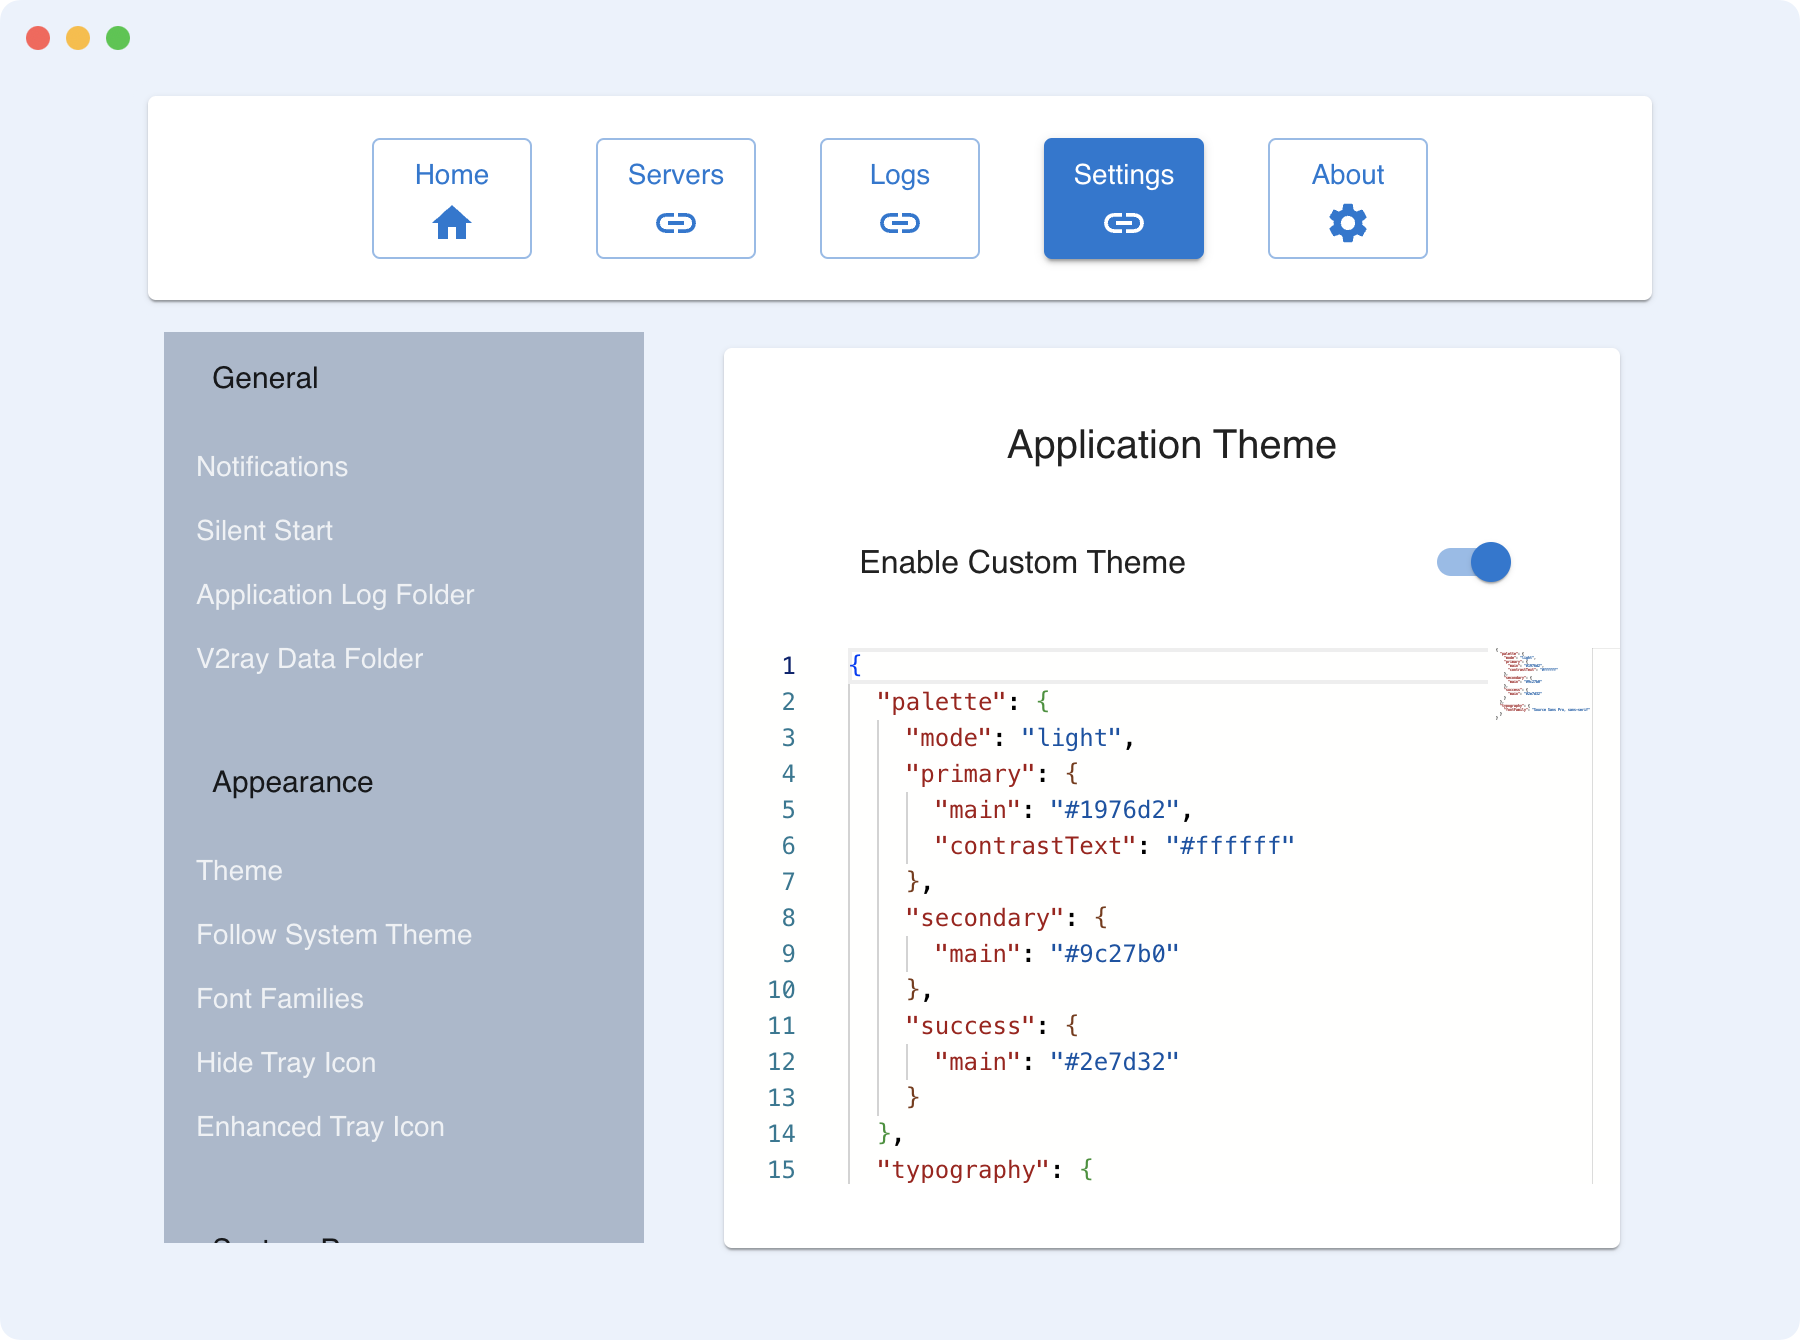 Home
Servers
Logs
Settings
About
General
Notifications
Silent Start
Application Log Folder
V2ray Data Folder
Appearance
Theme
Follow System Theme
Font Families
Hide Tray Icon
Enhanced Tray Icon
Application Theme
Enable Custom Theme
1 {
2 "palette": {
3 "mode": "light",
4 "primary": {
5 "main": "#1976d2",
6 "contrastText": "#ffffff"
7 },
8 "secondary": {
9 "main": "#9c27b0"
10 },
11 "success": {
12 "main": "#2e7d32"
13 }
14 },
15 "typography": {